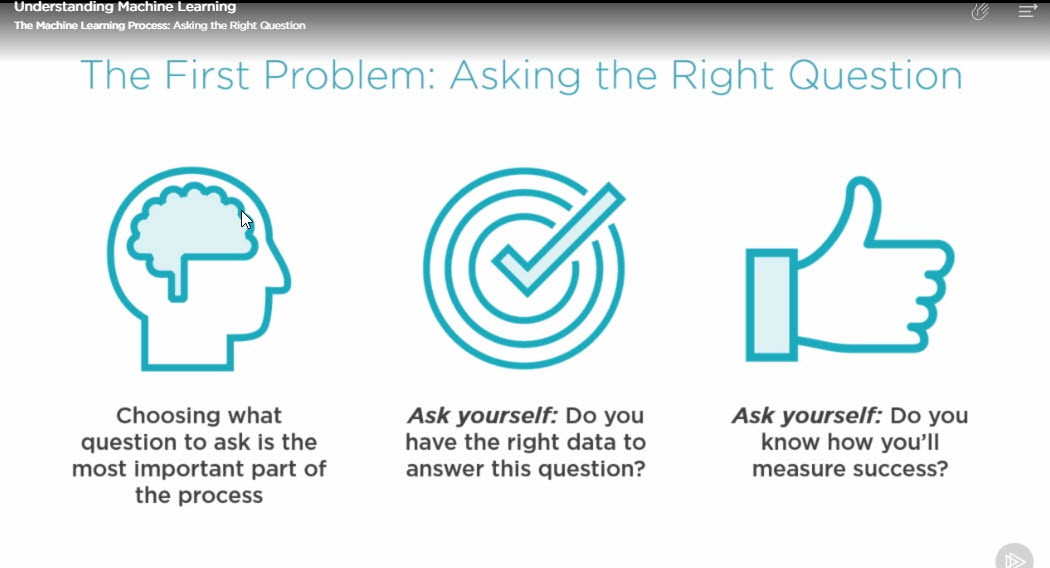 Understanding Machine Learning
The Machine Learning Process: Asking the Right Question
The First Problem: Asking the Right Question
Choosing what
question to ask is the
most important part of
the process
Ask yourself: Do you
have the right data to
answer this question?
Ask yourself: Do you
know how you'll
measure success?